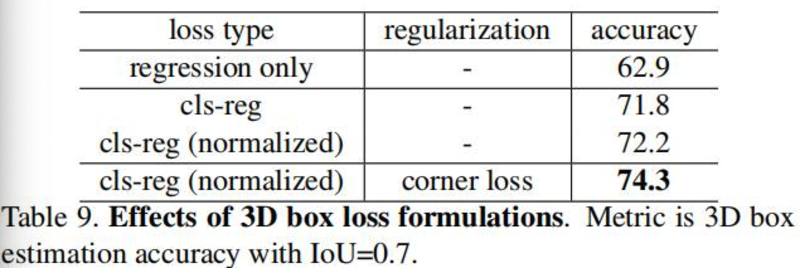 loss type regularization accuracy
regression only - 62.9
cls-reg - 71.8
cls-reg (normalized) - 72.2
cls-reg (normalized) corner loss 74.3
Table 9. Effects of 3D box loss formulations. Metric is 3D box
estimation accuracy with IoU=0.7.